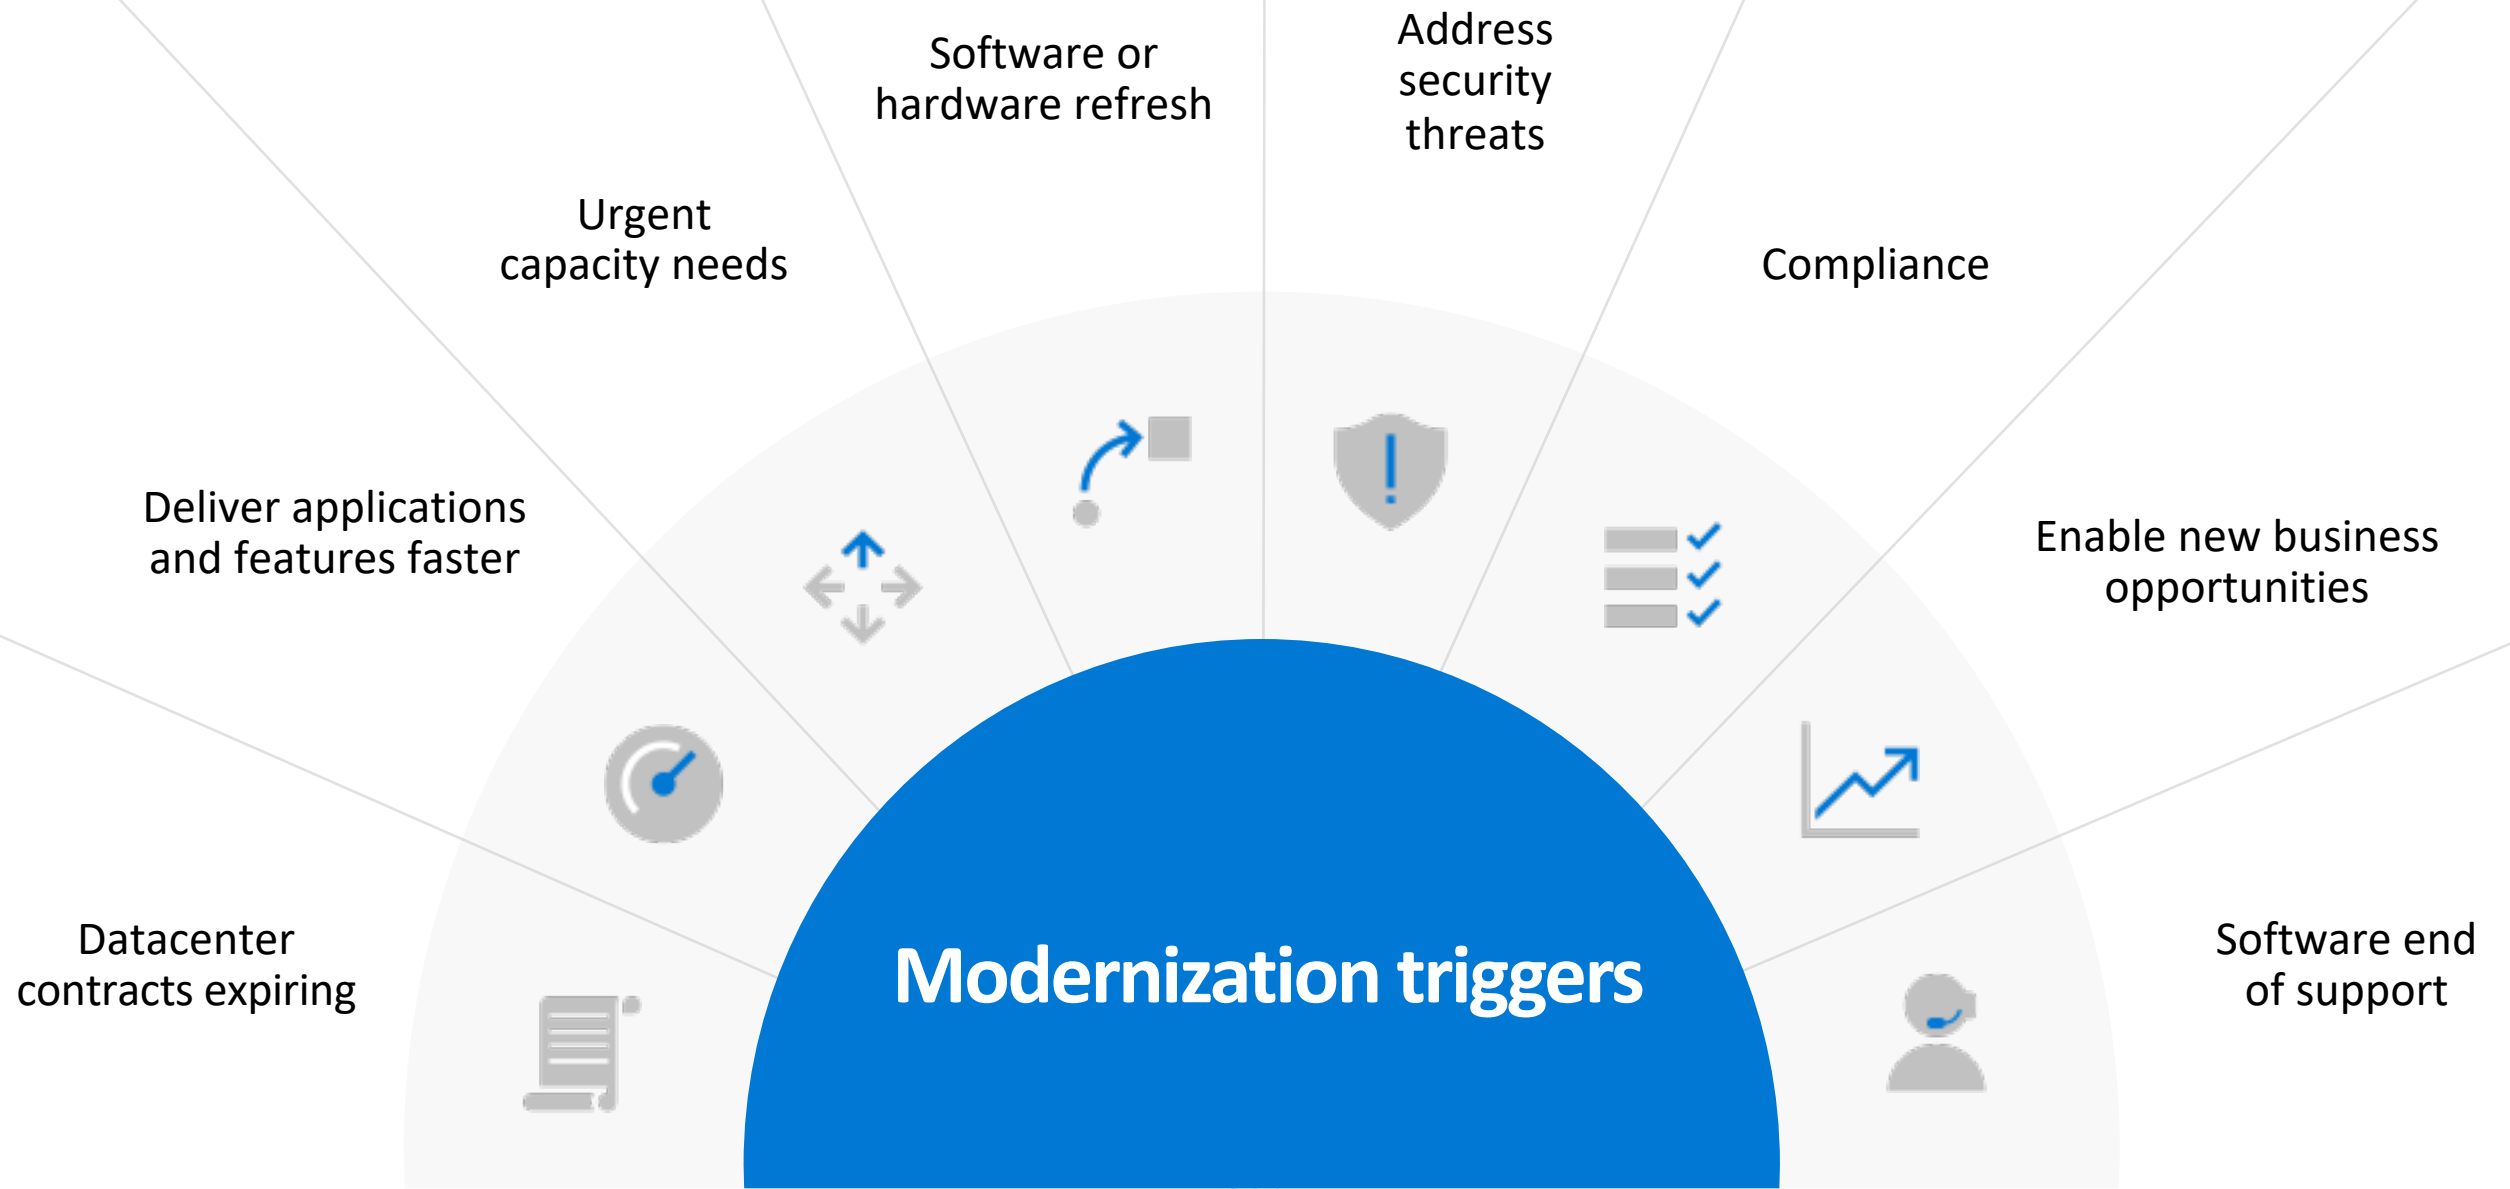 Datacenter
contracts expiring
Deliver applications
and features faster
Urgent
capacity needs
Software or
hardware refresh
Address
security
threats
Compliance
Enable new business
opportunities
Software end
of support
Modernization triggers